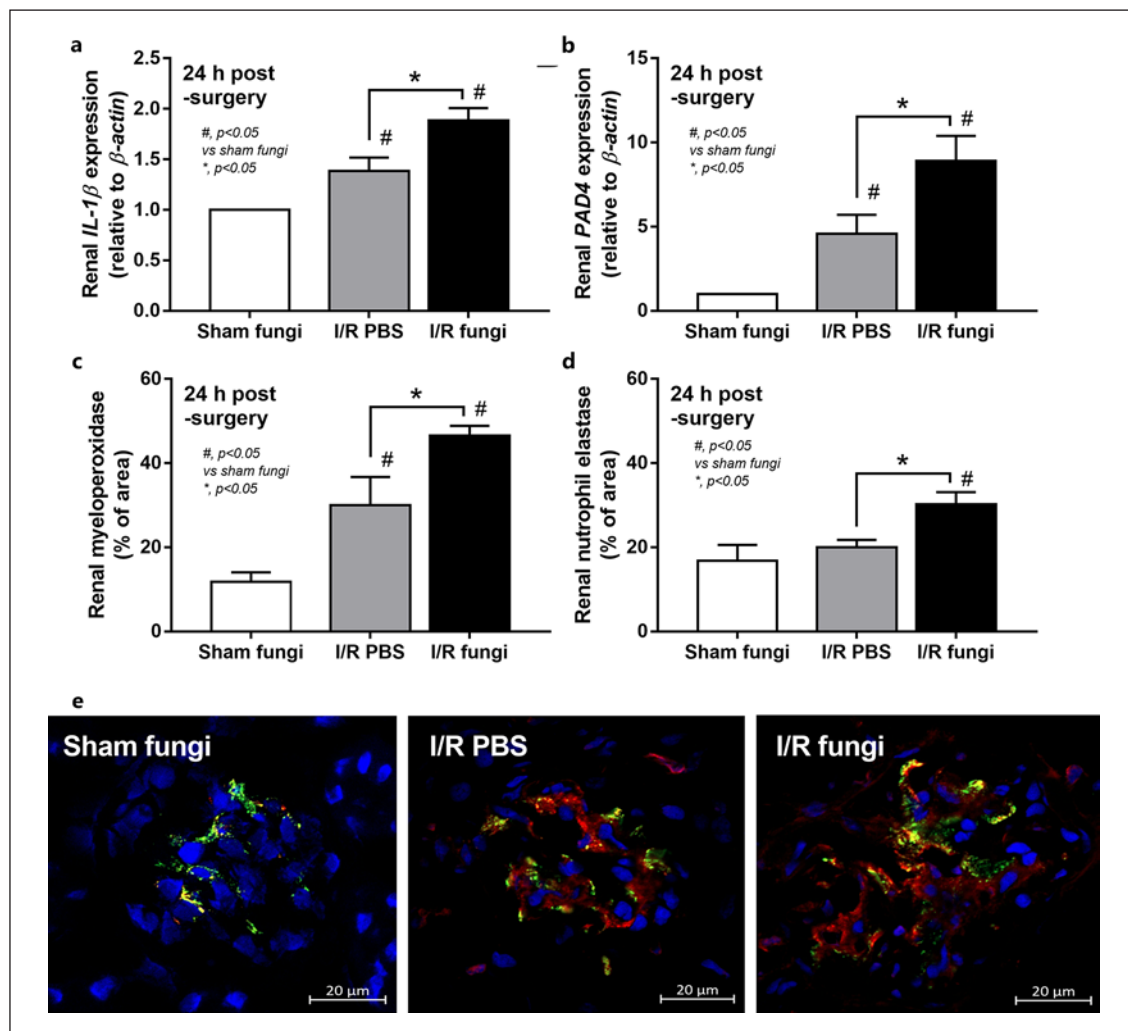 a
Renal IL-1β expression
(relative to β-actin)
2.5
2.0
1.5
1.0
0.5
0.0
24 h post
-surgery
#, p<0.05
vs sham fungi
*, p<0.05
*
#
#
Sham fungi I/R PBS I/R fungi
b
Renal PAD4 expression
(relative to β-actin)
15
10
5
0
24 h post
-surgery
#, p<0.05
vs sham fungi
*, p<0.05
*
#
#
Sham fungi I/R PBS I/R fungi
c
Renal myeloperoxidase
(% of area)
60
40
20
0
24 h post
-surgery
#, p<0.05
vs sham fungi
*, p<0.05
*
#
#
Sham fungi I/R PBS I/R fungi
d
Renal nutrophil elastase
(% of area)
60
40
20
0
24 h post
-surgery
#, p<0.05
vs sham fungi
*, p<0.05
*
#
Sham fungi I/R PBS I/R fungi
e
Sham fungi
20 μm
I/R PBS
20 μm
I/R fungi
20 μm